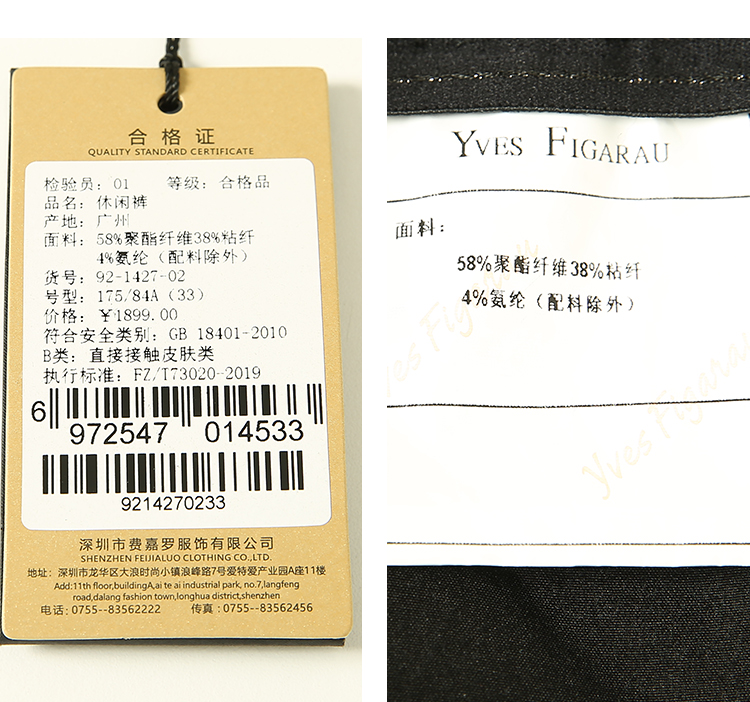 合格证
QUALITY STANDARD CERTIFICATE
检验员: 01 等级: 合格品
品名: 休闲裤
产地: 广州
面料: 58%聚酯纤维38%粘纤
4%氨纶（配料除外）
货号: 92-1427-02
号型: 175/84A（33）
价格: ￥1899.00
符合安全类别: GB 18401-2010
B类: 直接接触皮肤类
执行标准: FZ/T73020-2019
6 972547 014533
9214270233
深圳市费嘉罗服饰有限公司
SHENZHEN FEIJIALUO CLOTHING CO.,LTD
地址: 深圳市龙华区大浪时尚小镇浪峰路7号爱特爱产业园A座11楼
Add:11th floor,buildingA,ai te ai industrial park, no.7,langfeng
road,dalang fashion town,longhua district,shenzhen
电话: 0755--83562222 传真: 0755--83562456
YVES FIGARAU
面料:
58%聚酯纤维38%粘纤
4%氨纶（配料除外）
Yves Figarau
Yves Figarau